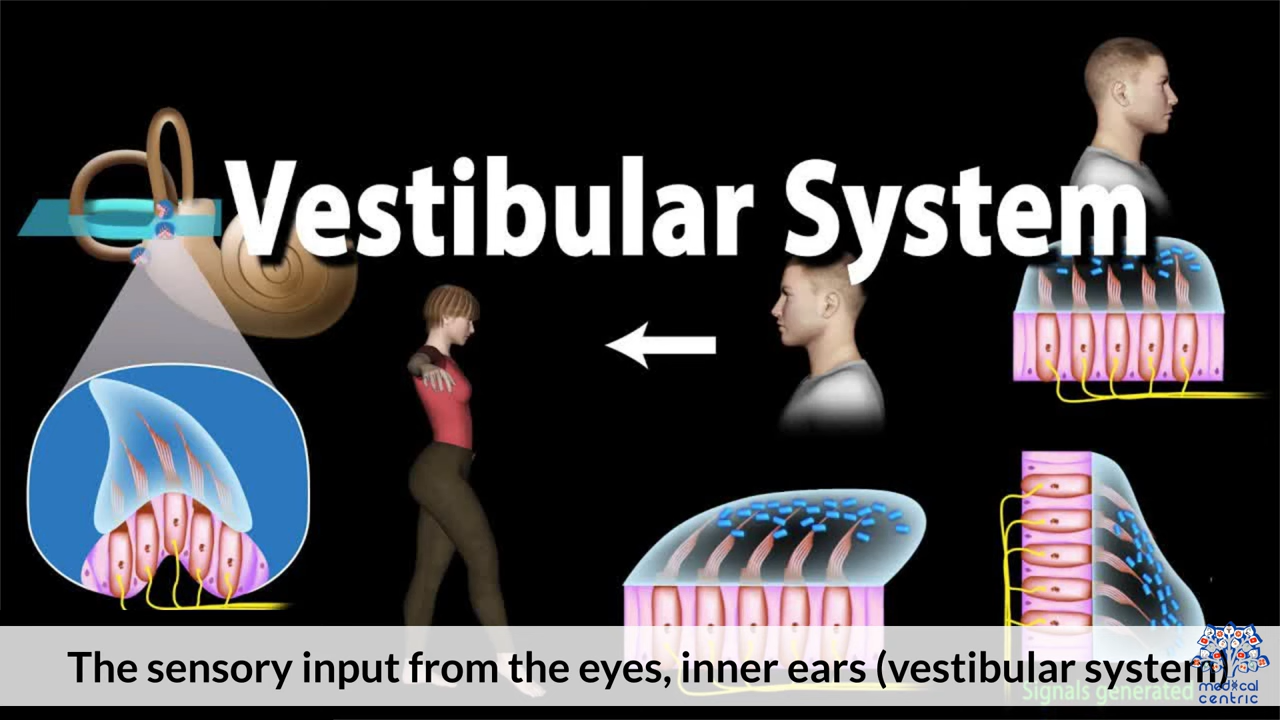 Vestibular System
The sensory input from the eyes, inner ears (vestibular system)
Signals generated
medical
centric